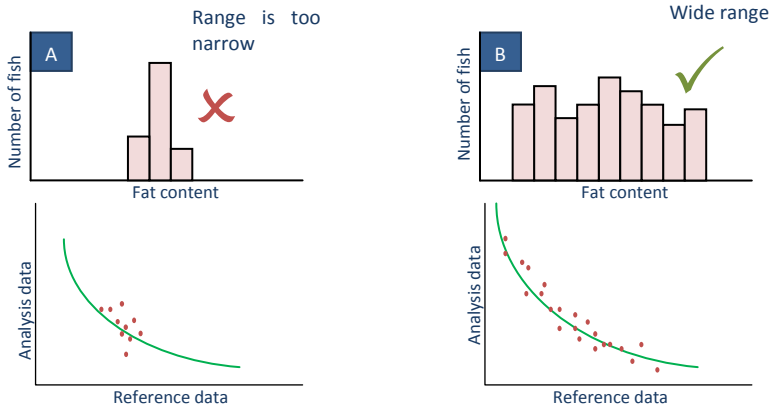 Range is too
narrow
A
Number of fish
Fat content
Wide range
B
Number of fish
Fat content
Analysis data
Reference data
Analysis data
Reference data